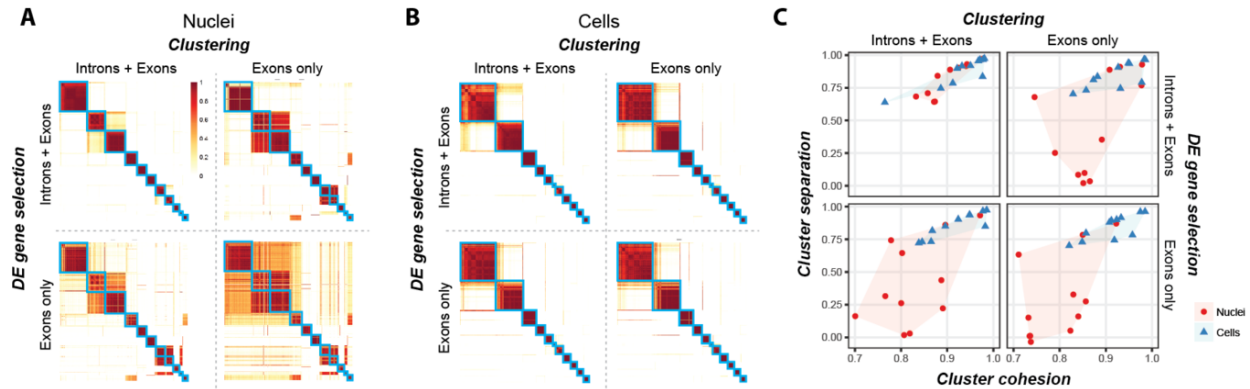 A
Nuclei
Clustering
Introns + Exons
Exons only
DE gene selection
Introns + Exons
Exons only
1
0.8
0.6
0.4
0.2
0
B
Cells
Clustering
Introns + Exons
Exons only
DE gene selection
Introns + Exons
Exons only
C
Clustering
Introns + Exons
Exons only
Cluster separation
1.00
0.75
0.50
0.25
0.00
1.00
0.75
0.50
0.25
0.00
Introns + Exons
Exons only
DE gene selection
0.7
0.8
0.9
1.0
0.7
0.8
0.9
1.0
Cluster cohesion
Nuclei
Cells